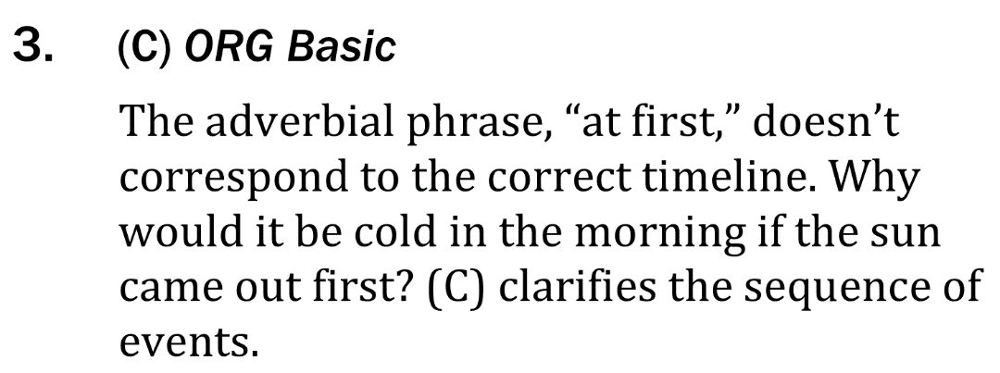 3. (C) ORG Basic
The adverbial phrase, “at first,” doesn’t
correspond to the correct timeline. Why
would it be cold in the morning if the sun
came out first? (C) clarifies the sequence of
events.